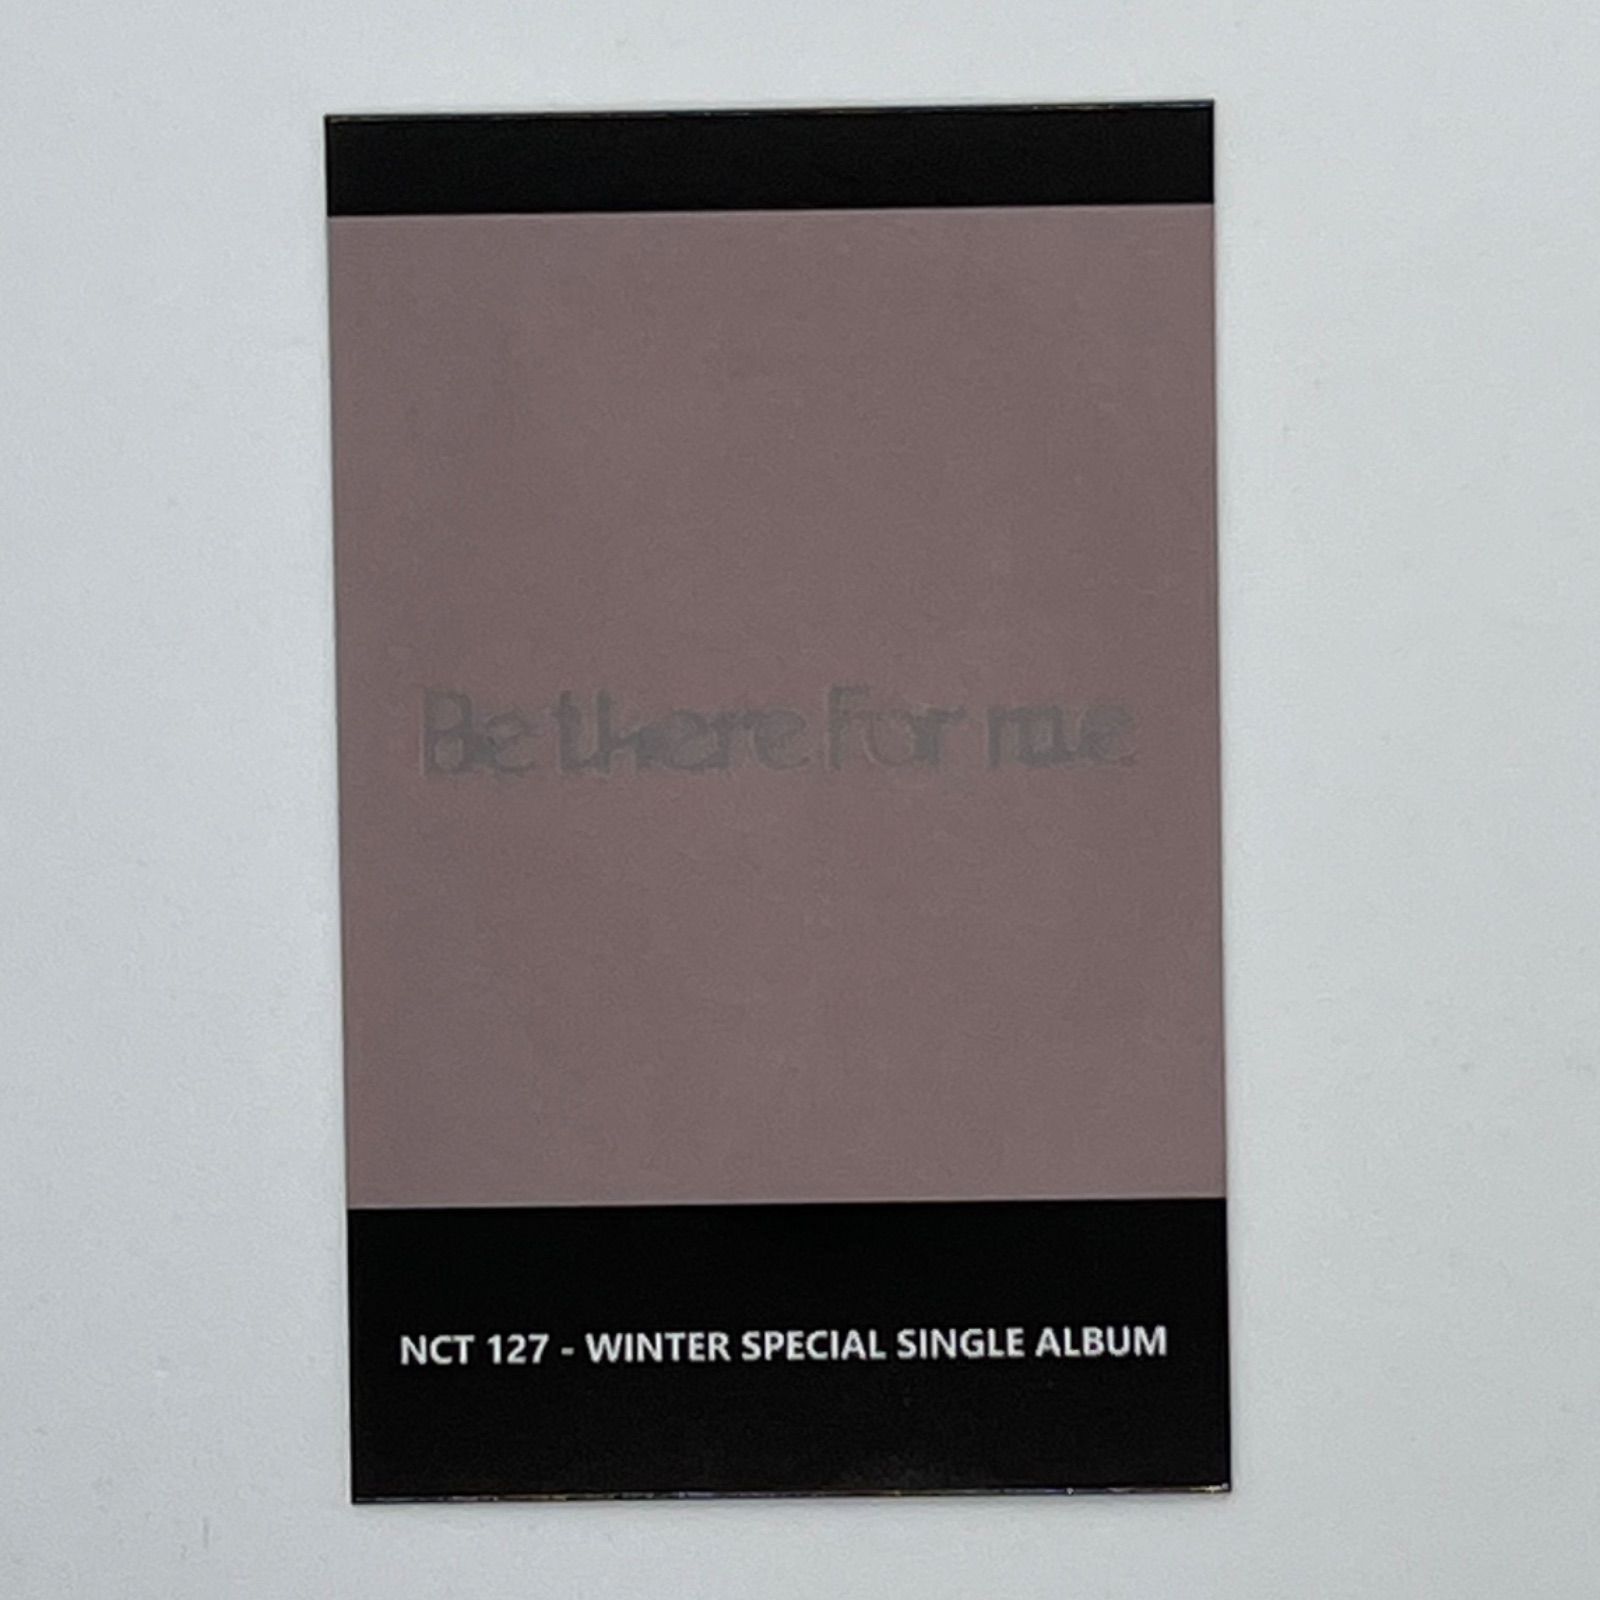 Be there for me
NCT 127 - WINTER SPECIAL SINGLE ALBUM